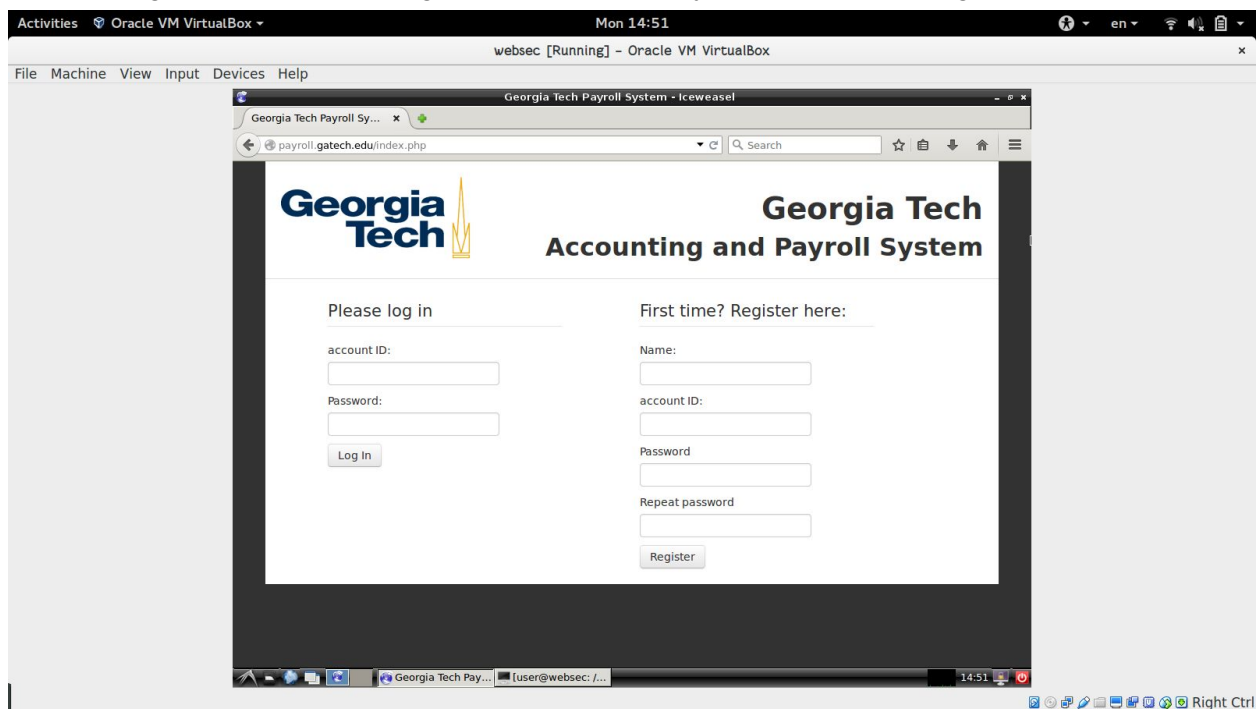 Activities Oracle VM VirtualBox Mon 14:51 en
websec [Running] - Oracle VM VirtualBox ×
File Machine View Input Devices Help
Georgia Tech Payroll System - Iceweasel
Georgia Tech Payroll Sy... ×
payroll.gatech.edu/index.php Search
Georgia
Tech
Georgia Tech
Accounting and Payroll System
Please log in
account ID:
Password:
Log In
First time? Register here:
Name:
account ID:
Password
Repeat password
Register
Georgia Tech Pay... [user@websec: /... 14:51
Right Ctrl